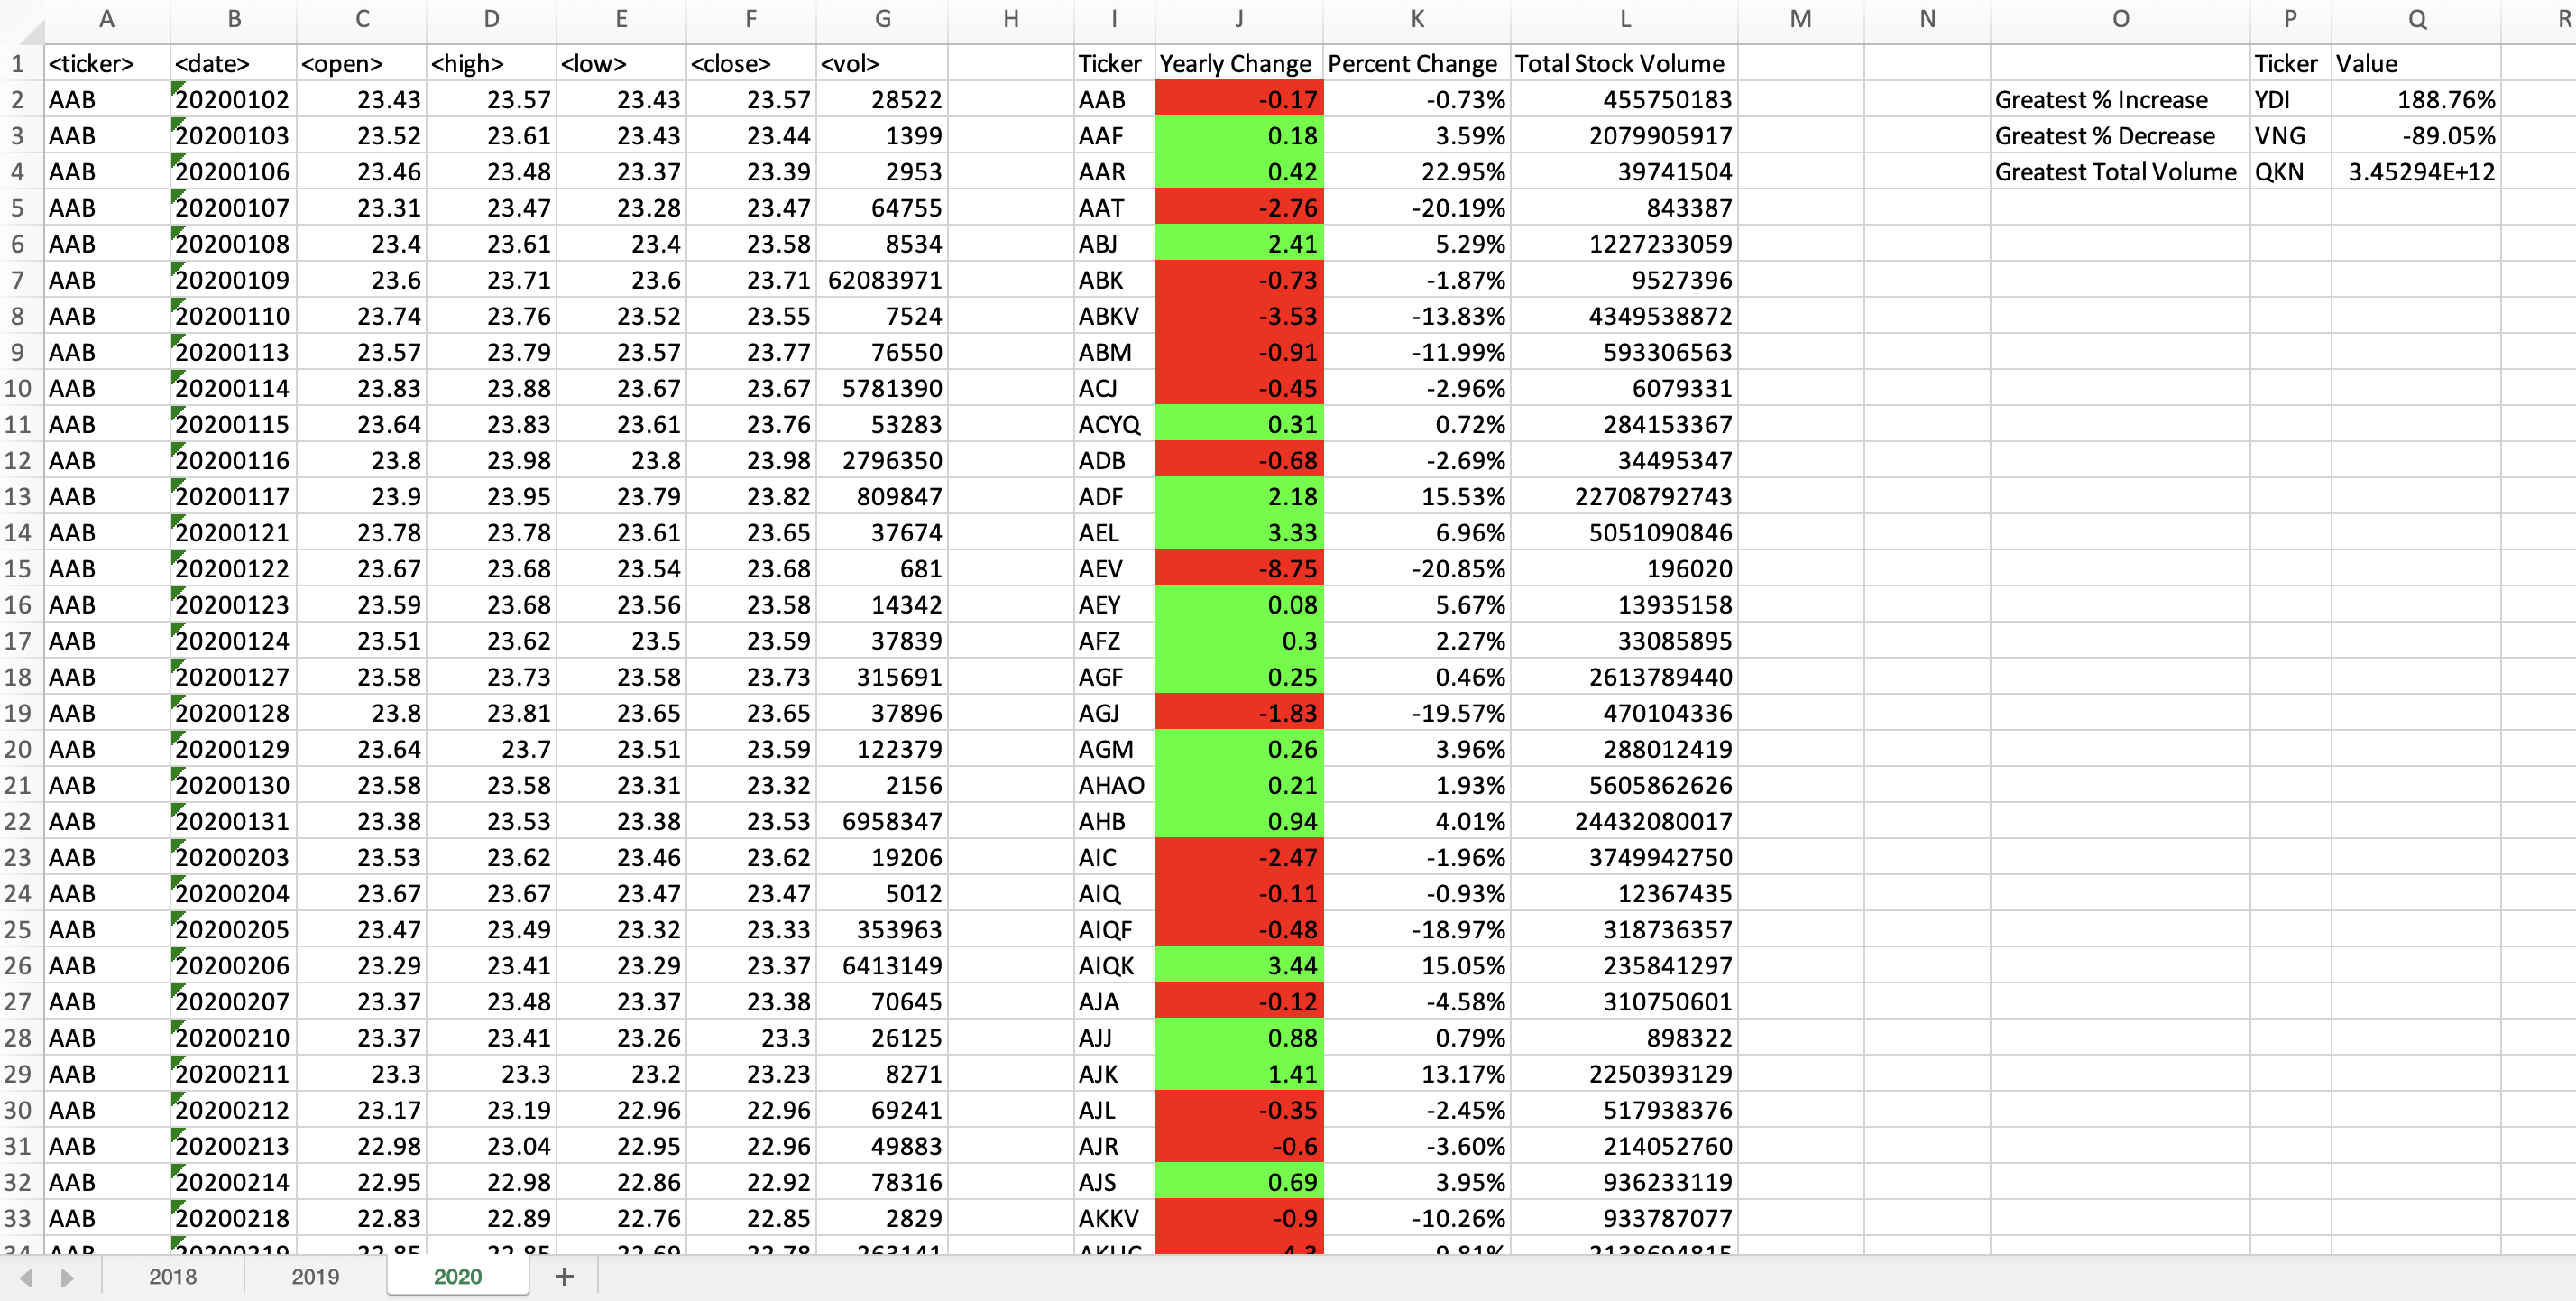 A B C D E F G H I J K L M N O P Q R
1 <ticker> <date> <open> <high> <low> <close> <vol> Ticker Yearly Change Percent Change Total Stock Volume Ticker Value
2 AAB 20200102 23.43 23.57 23.43 23.57 28522 AAB -0.17 -0.73% 455750183 Greatest % Increase YDI 188.76%
3 AAB 20200103 23.52 23.61 23.43 23.44 1399 AAF 0.18 3.59% 2079905917 Greatest % Decrease VNG -89.05%
4 AAB 20200106 23.46 23.48 23.37 23.39 2953 AAR 0.42 22.95% 39741504 Greatest Total Volume QKN 3.45294E+12
5 AAB 20200107 23.31 23.47 23.28 23.47 64755 AAT -2.76 -20.19% 843387
6 AAB 20200108 23.4 23.61 23.4 23.58 8534 ABJ 2.41 5.29% 1227233059
7 AAB 20200109 23.6 23.71 23.6 23.71 62083971 ABK -0.73 -1.87% 9527396
8 AAB 20200110 23.74 23.76 23.52 23.55 7524 ABKV -3.53 -13.83% 4349538872
9 AAB 20200113 23.57 23.79 23.57 23.77 76550 ABM -0.91 -11.99% 593306563
10 AAB 20200114 23.83 23.88 23.67 23.67 5781390 ACJ -0.45 -2.96% 6079331
11 AAB 20200115 23.64 23.83 23.61 23.76 53283 ACYQ 0.31 0.72% 284153367
12 AAB 20200116 23.8 23.98 23.8 23.98 2796350 ADB -0.68 -2.69% 34495347
13 AAB 20200117 23.9 23.95 23.79 23.82 809847 ADF 2.18 15.53% 22708792743
14 AAB 20200121 23.78 23.78 23.61 23.65 37674 AEL 3.33 6.96% 5051090846
15 AAB 20200122 23.67 23.68 23.54 23.68 681 AEV -8.75 -20.85% 196020
16 AAB 20200123 23.59 23.68 23.56 23.58 14342 AEY 0.08 5.67% 13935158
17 AAB 20200124 23.51 23.62 23.5 23.59 37839 AFZ 0.3 2.27% 33085895
18 AAB 20200127 23.58 23.73 23.58 23.73 315691 AGF 0.25 0.46% 2613789440
19 AAB 20200128 23.8 23.81 23.65 23.65 37896 AGJ -1.83 -19.57% 470104336
20 AAB 20200129 23.64 23.7 23.51 23.59 122379 AGM 0.26 3.96% 288012419
21 AAB 20200130 23.58 23.58 23.31 23.32 2156 AHAO 0.21 1.93% 5605862626
22 AAB 20200131 23.38 23.53 23.38 23.53 6958347 AHB 0.94 4.01% 24432080017
23 AAB 20200203 23.53 23.62 23.46 23.62 19206 AIC -2.47 -1.96% 3749942750
24 AAB 20200204 23.67 23.67 23.47 23.47 5012 AIQ -0.11 -0.93% 12367435
25 AAB 20200205 23.47 23.49 23.32 23.33 353963 AIQF -0.48 -18.97% 318736357
26 AAB 20200206 23.29 23.41 23.29 23.37 6413149 AIQK 3.44 15.05% 235841297
27 AAB 20200207 23.37 23.48 23.37 23.38 70645 AJA -0.12 -4.58% 310750601
28 AAB 20200210 23.37 23.41 23.26 23.3 26125 AJJ 0.88 0.79% 898322
29 AAB 20200211 23.3 23.3 23.2 23.23 8271 AJK 1.41 13.17% 2250393129
30 AAB 20200212 23.17 23.19 22.96 22.96 69241 AJL -0.35 -2.45% 517938376
31 AAB 20200213 22.98 23.04 22.95 22.96 49883 AJR -0.6 -3.60% 214052760
32 AAB 20200214 22.95 22.98 22.86 22.92 78316 AJS 0.69 3.95% 936233119
33 AAB 20200218 22.83 22.89 22.76 22.85 2829 AKKV -0.9 -10.26% 933787077
34 AAB 20200219 22.85 22.85 22.69 22.78
2018 2019 2020 +